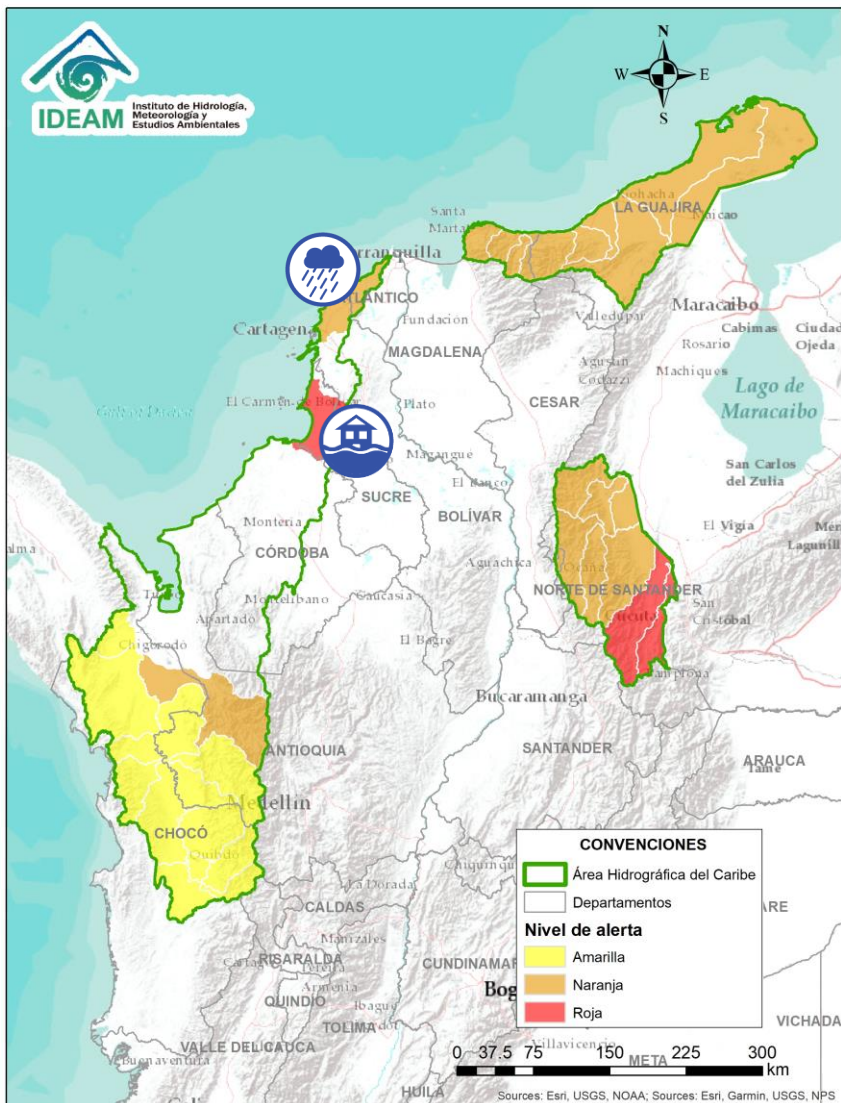 IDEAM
Instituto de Hidrología,
Meteorología y
Estudios Ambientales
N
W
E
S
LA GUAJIRA
Maicao
Santa
Marta
ATLÁNTICO
Cartagena
Fundación
MAGDALENA
Valledupar
Maracaibo
Cabimas
Ciudad
Ojeda
Rosario
Machiques
Agustín
Codazzi
CESAR
Lago de
Maracaibo
El Carmen de Bolívar
Plato
Magangué
San Carlos
del Zulia
SUCRE
El Banco
BOLÍVAR
El Vigía
Montería
CÓRDOBA
Aguachica
Ocaña
NORTE DE SANTANDER
Montelíbano
Caucasia
Apartado
San
Cristóbal
Cúcuta
El Bagre
Chigorodó
Pamplona
Bucaramanga
ANTIOQUIA
SANTANDER
ARAUCA
Tame
Medellín
CHOCÓ
Quibdó
La Dorada
CALDAS
Manizales
RISARALDA
Pereira
Armenia
QUINDÍO
Ibagué
TOLIMA
VALLE DEL CAUCA
Buenaventura
HUILA
Villavicencio
META
VICHADA
CONVENCIONES
Área Hidrográfica del Caribe
Departamentos
Nivel de alerta
Amarilla
Naranja
Roja
0 37.5 75 150 225 300
km
Sources: Esri, USGS, NOAA; Sources: Esri, Garmin, USGS, NPS